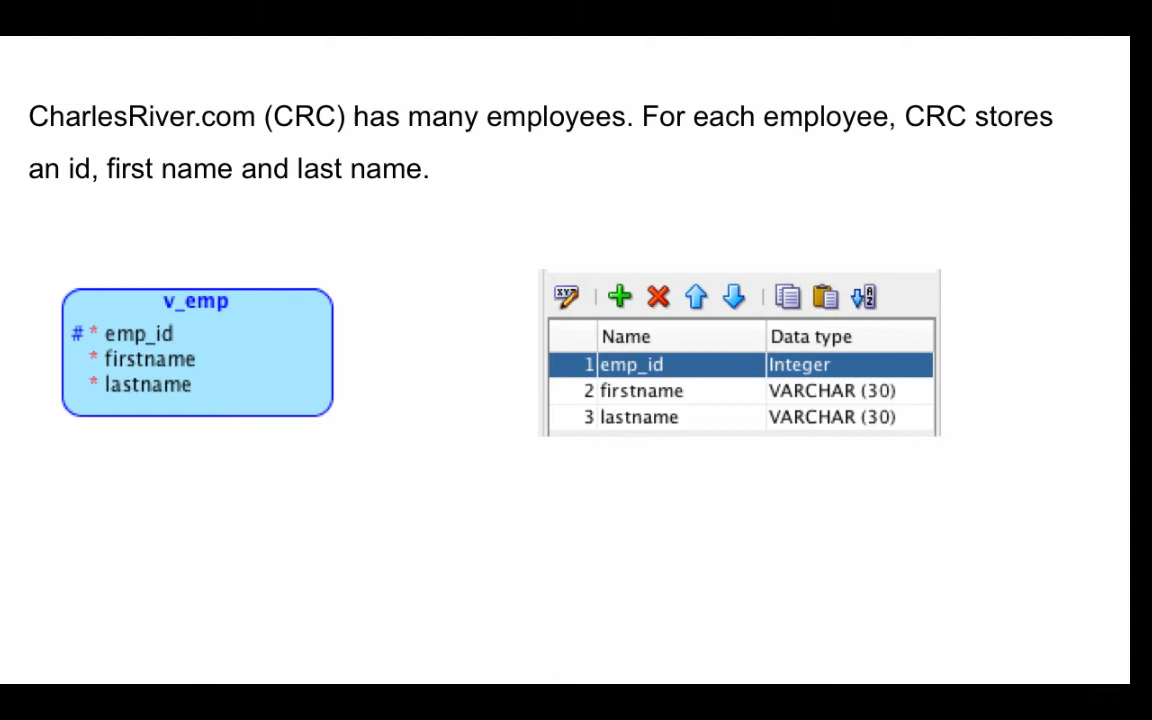 CharlesRiver.com (CRC) has many employees. For each employee, CRC stores
an id, first name and last name.
v_emp
# * emp_id
* firstname
* lastname
XYZ
A
Z
Name Data type
1 emp_id Integer
2 firstname VARCHAR (30)
3 lastname VARCHAR (30)